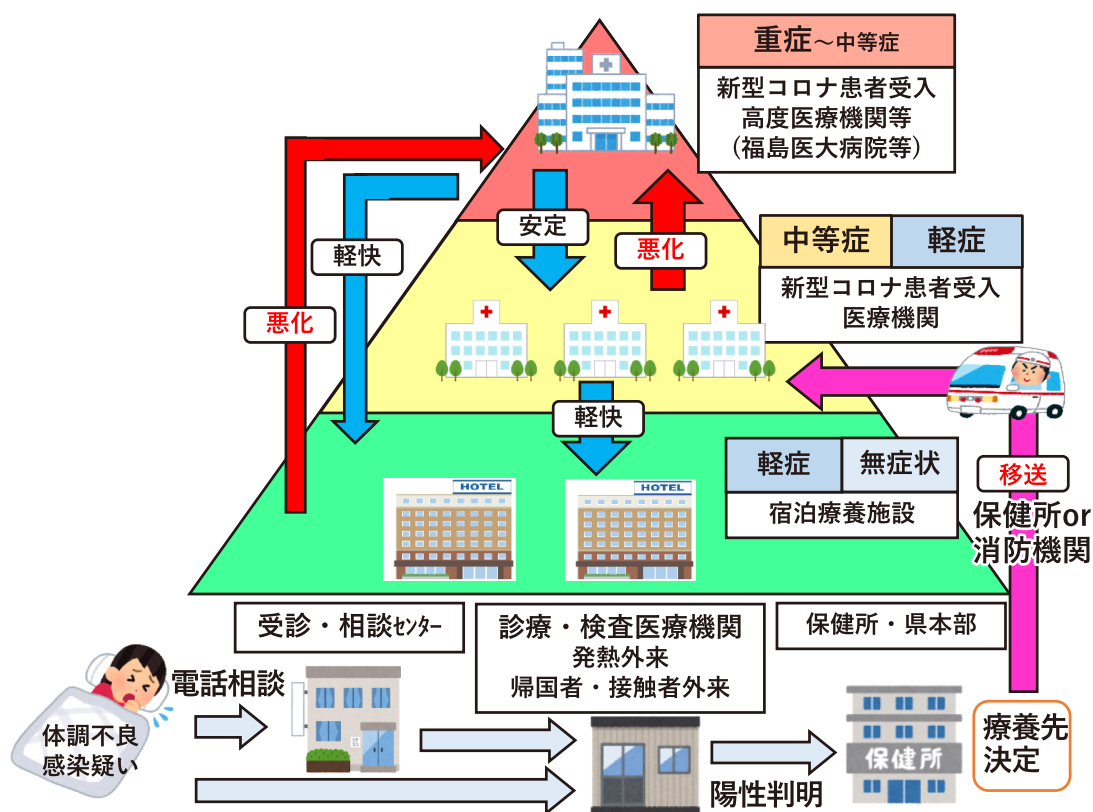 重症～中等症
新型コロナ患者受入
高度医療機関等
（福島医大病院等）
安定
悪化
軽快
悪化
中等症
軽症
新型コロナ患者受入
医療機関
軽快
軽症
無症状
宿泊療養施設
HOTEL
HOTEL
移送
保健所or
消防機関
受診・相談ｾﾝﾀｰ
診療・検査医療機関
発熱外来
帰国者・接触者外来
保健所・県本部
電話相談
体調不良
感染疑い
陽性判明
保健所
療養先
決定